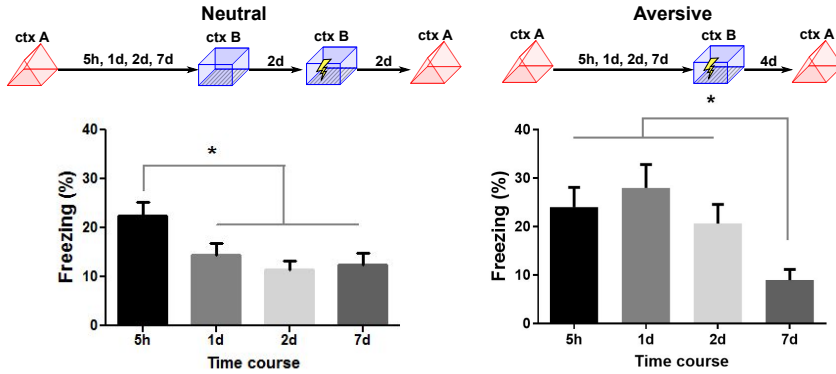 Neutral
ctx A
5h, 1d, 2d, 7d
ctx B
2d
ctx B
2d
ctx A
40
30
20
10
0
Freezing (%)
*
5h
1d
2d
7d
Time course
Aversive
ctx A
5h, 1d, 2d, 7d
ctx B
4d
ctx A
40
30
20
10
0
Freezing (%)
*
5h
1d
2d
7d
Time course